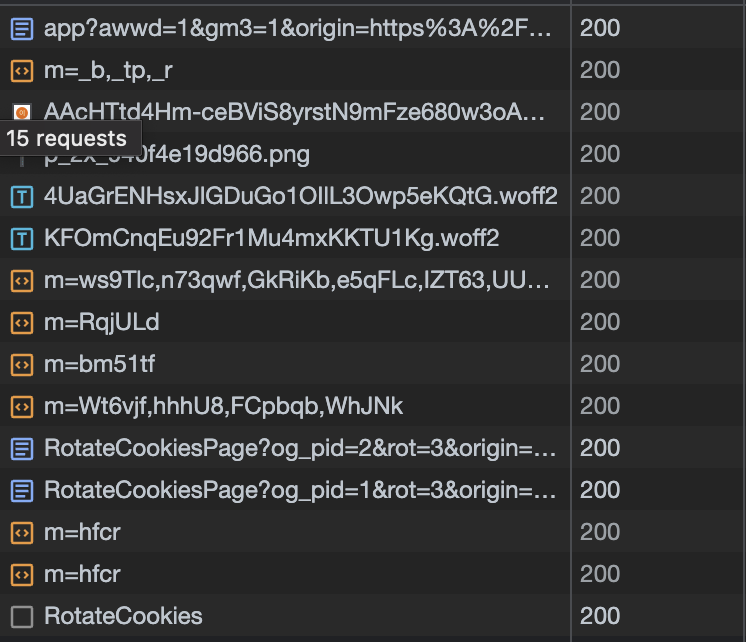 app?awwd=1&gm3=1&origin=https%3A%2F... 200
m=_b,_tp,_r 200
AAcHTtd4Hm-ceBViS8yrstN9mFze680w3oA... 200
15 requests
p_2x_940f4e19d966.png 200
4UaGrENHsxJlGDuGo1OIlL3Owp5eKQtG.woff2 200
KFOmCnqEu92Fr1Mu4mxKKTU1Kg.woff2 200
m=ws9Tlc,n73qwf,GkRiKb,e5qFLc,IZT63,UU... 200
m=RqjULd 200
m=bm51tf 200
m=Wt6vjf,hhhU8,FCpbqb,WhJNk 200
RotateCookiesPage?og_pid=2&rot=3&origin=... 200
RotateCookiesPage?og_pid=1&rot=3&origin=... 200
m=hfcr 200
m=hfcr 200
RotateCookies 200